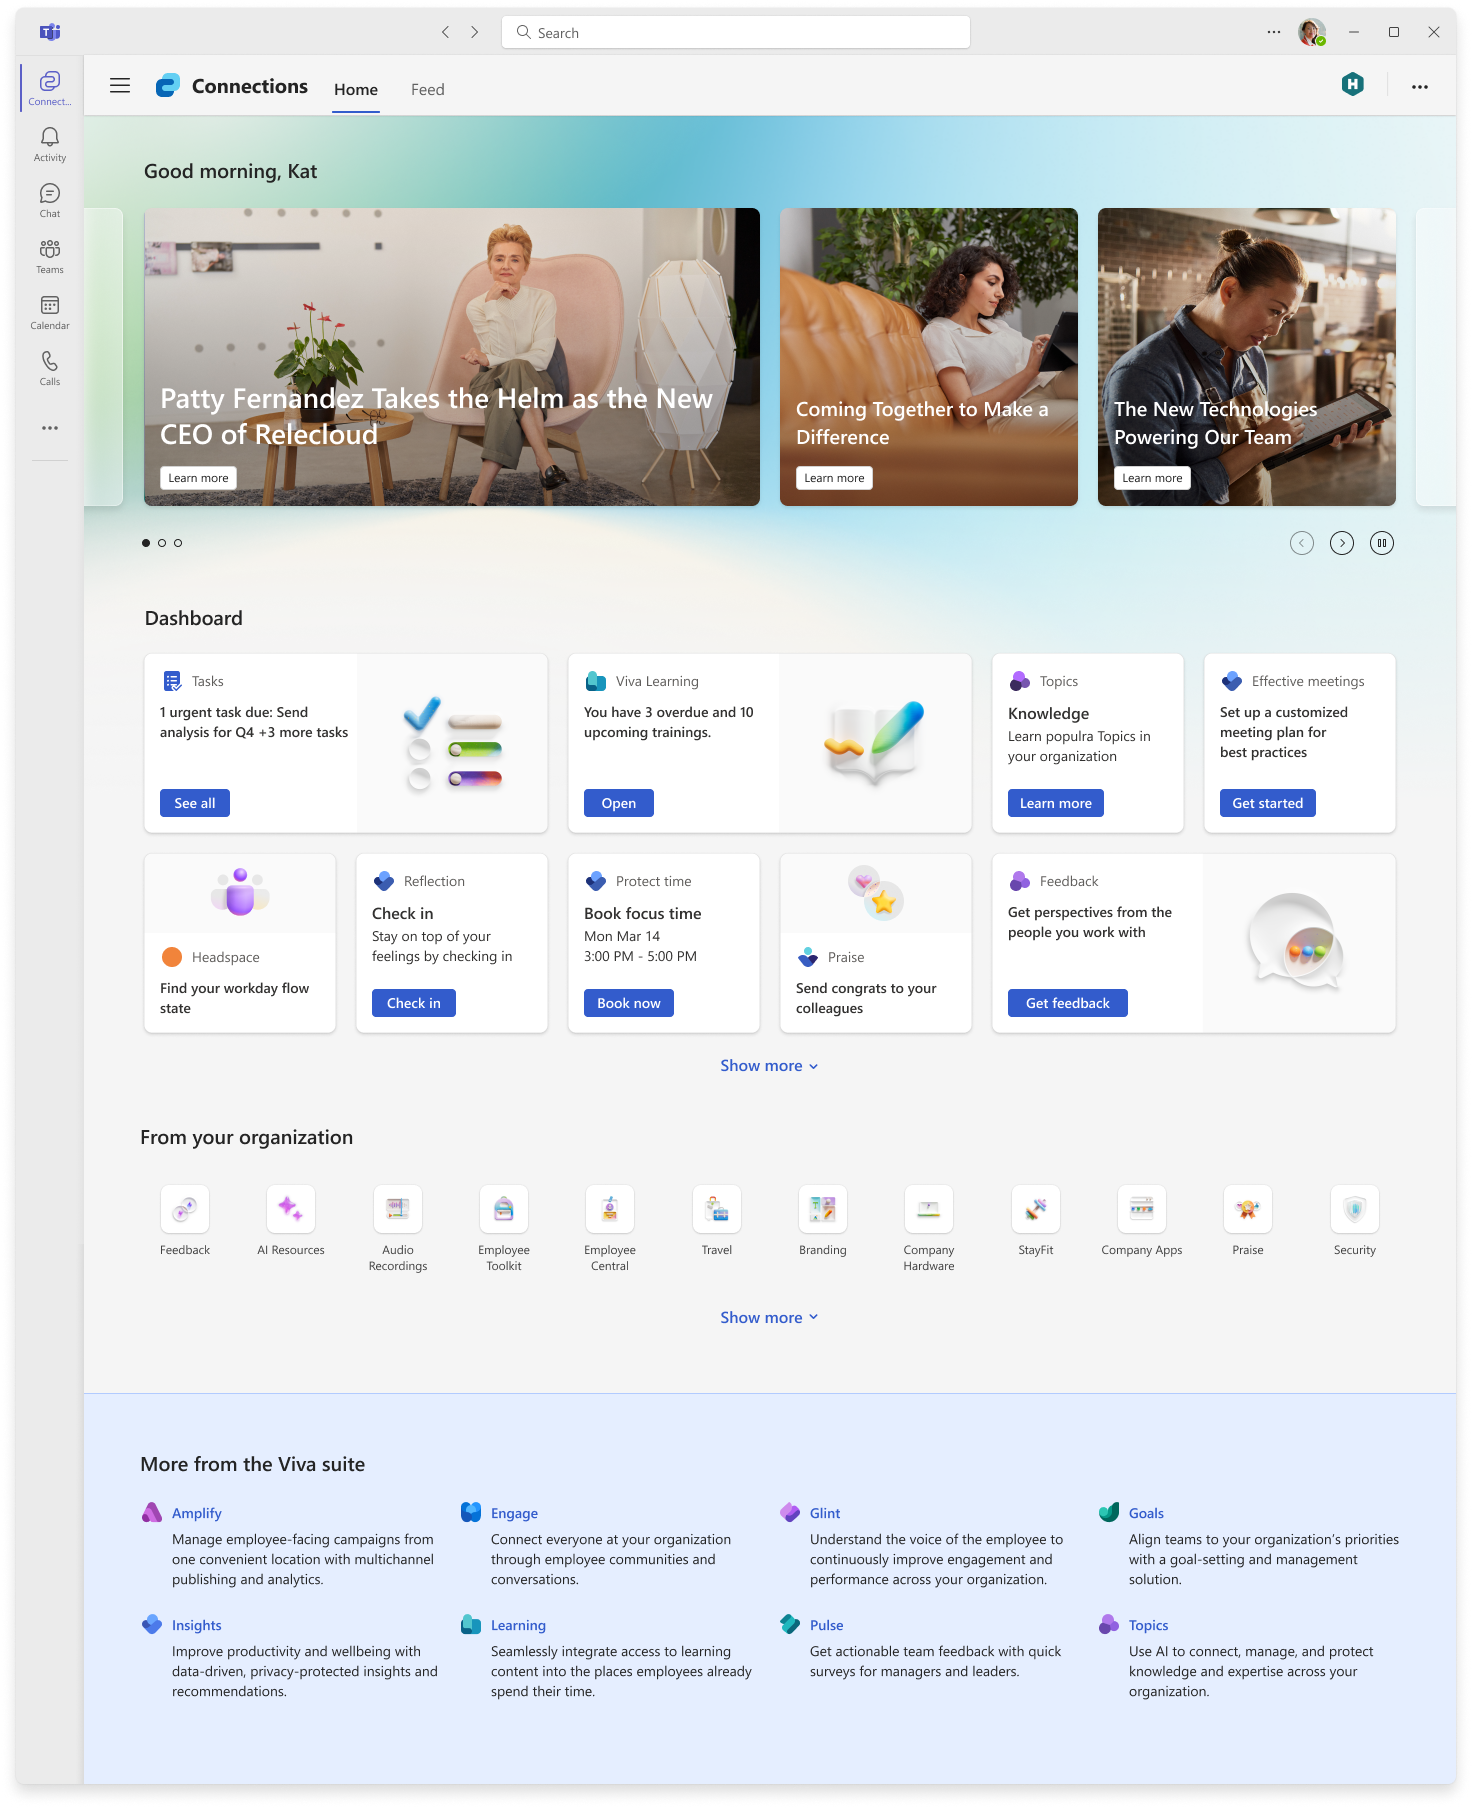 Search
Connect...
Activity
Chat
Teams
Calendar
Calls
Connections
Home
Feed
H
Good morning, Kat
Patty Fernandez Takes the Helm as the New
CEO of Relecloud
Learn more
Coming Together to Make a
Difference
Learn more
The New Technologies
Powering Our Team
Learn more
Dashboard
Tasks
1 urgent task due: Send
analysis for Q4 +3 more tasks
See all
Viva Learning
You have 3 overdue and 10
upcoming trainings.
Open
Topics
Knowledge
Learn populra Topics in
your organization
Learn more
Effective meetings
Set up a customized
meeting plan for
best practices
Get started
Headspace
Find your workday flow
state
Reflection
Check in
Stay on top of your
feelings by checking in
Check in
Protect time
Book focus time
Mon Mar 14
3:00 PM - 5:00 PM
Book now
Praise
Send congrats to your
colleagues
Feedback
Get perspectives from the
people you work with
Get feedback
Show more
From your organization
Feedback
AI Resources
Audio
Recordings
Employee
Toolkit
Employee
Central
Travel
Branding
Company
Hardware
StayFit
Company Apps
Praise
Security
Show more
More from the Viva suite
Amplify
Manage employee-facing campaigns from
one convenient location with multichannel
publishing and analytics.
Engage
Connect everyone at your organization
through employee communities and
conversations.
Glint
Understand the voice of the employee to
continuously improve engagement and
performance across your organization.
Goals
Align teams to your organization’s priorities
with a goal-setting and management
solution.
Insights
Improve productivity and wellbeing with
data-driven, privacy-protected insights and
recommendations.
Learning
Seamlessly integrate access to learning
content into the places employees already
spend their time.
Pulse
Get actionable team feedback with quick
surveys for managers and leaders.
Topics
Use AI to connect, manage, and protect
knowledge and expertise across your
organization.